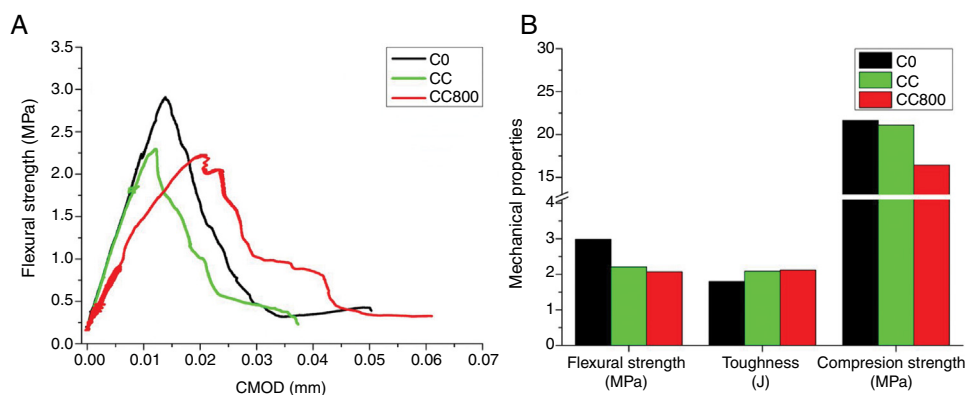 A
Flexural strength (MPa)
3.5
3.0
2.5
2.0
1.5
1.0
0.5
0.0
0.00 0.01 0.02 0.03 0.04 0.05 0.06 0.07
CMOD (mm)
C0
CC
CC800
B
Mechanical properties
30
25
20
15
4
3
2
1
0
C0
CC
CC800
Flexural strength
(MPa)
Toughness
(J)
Compresion strength
(MPa)